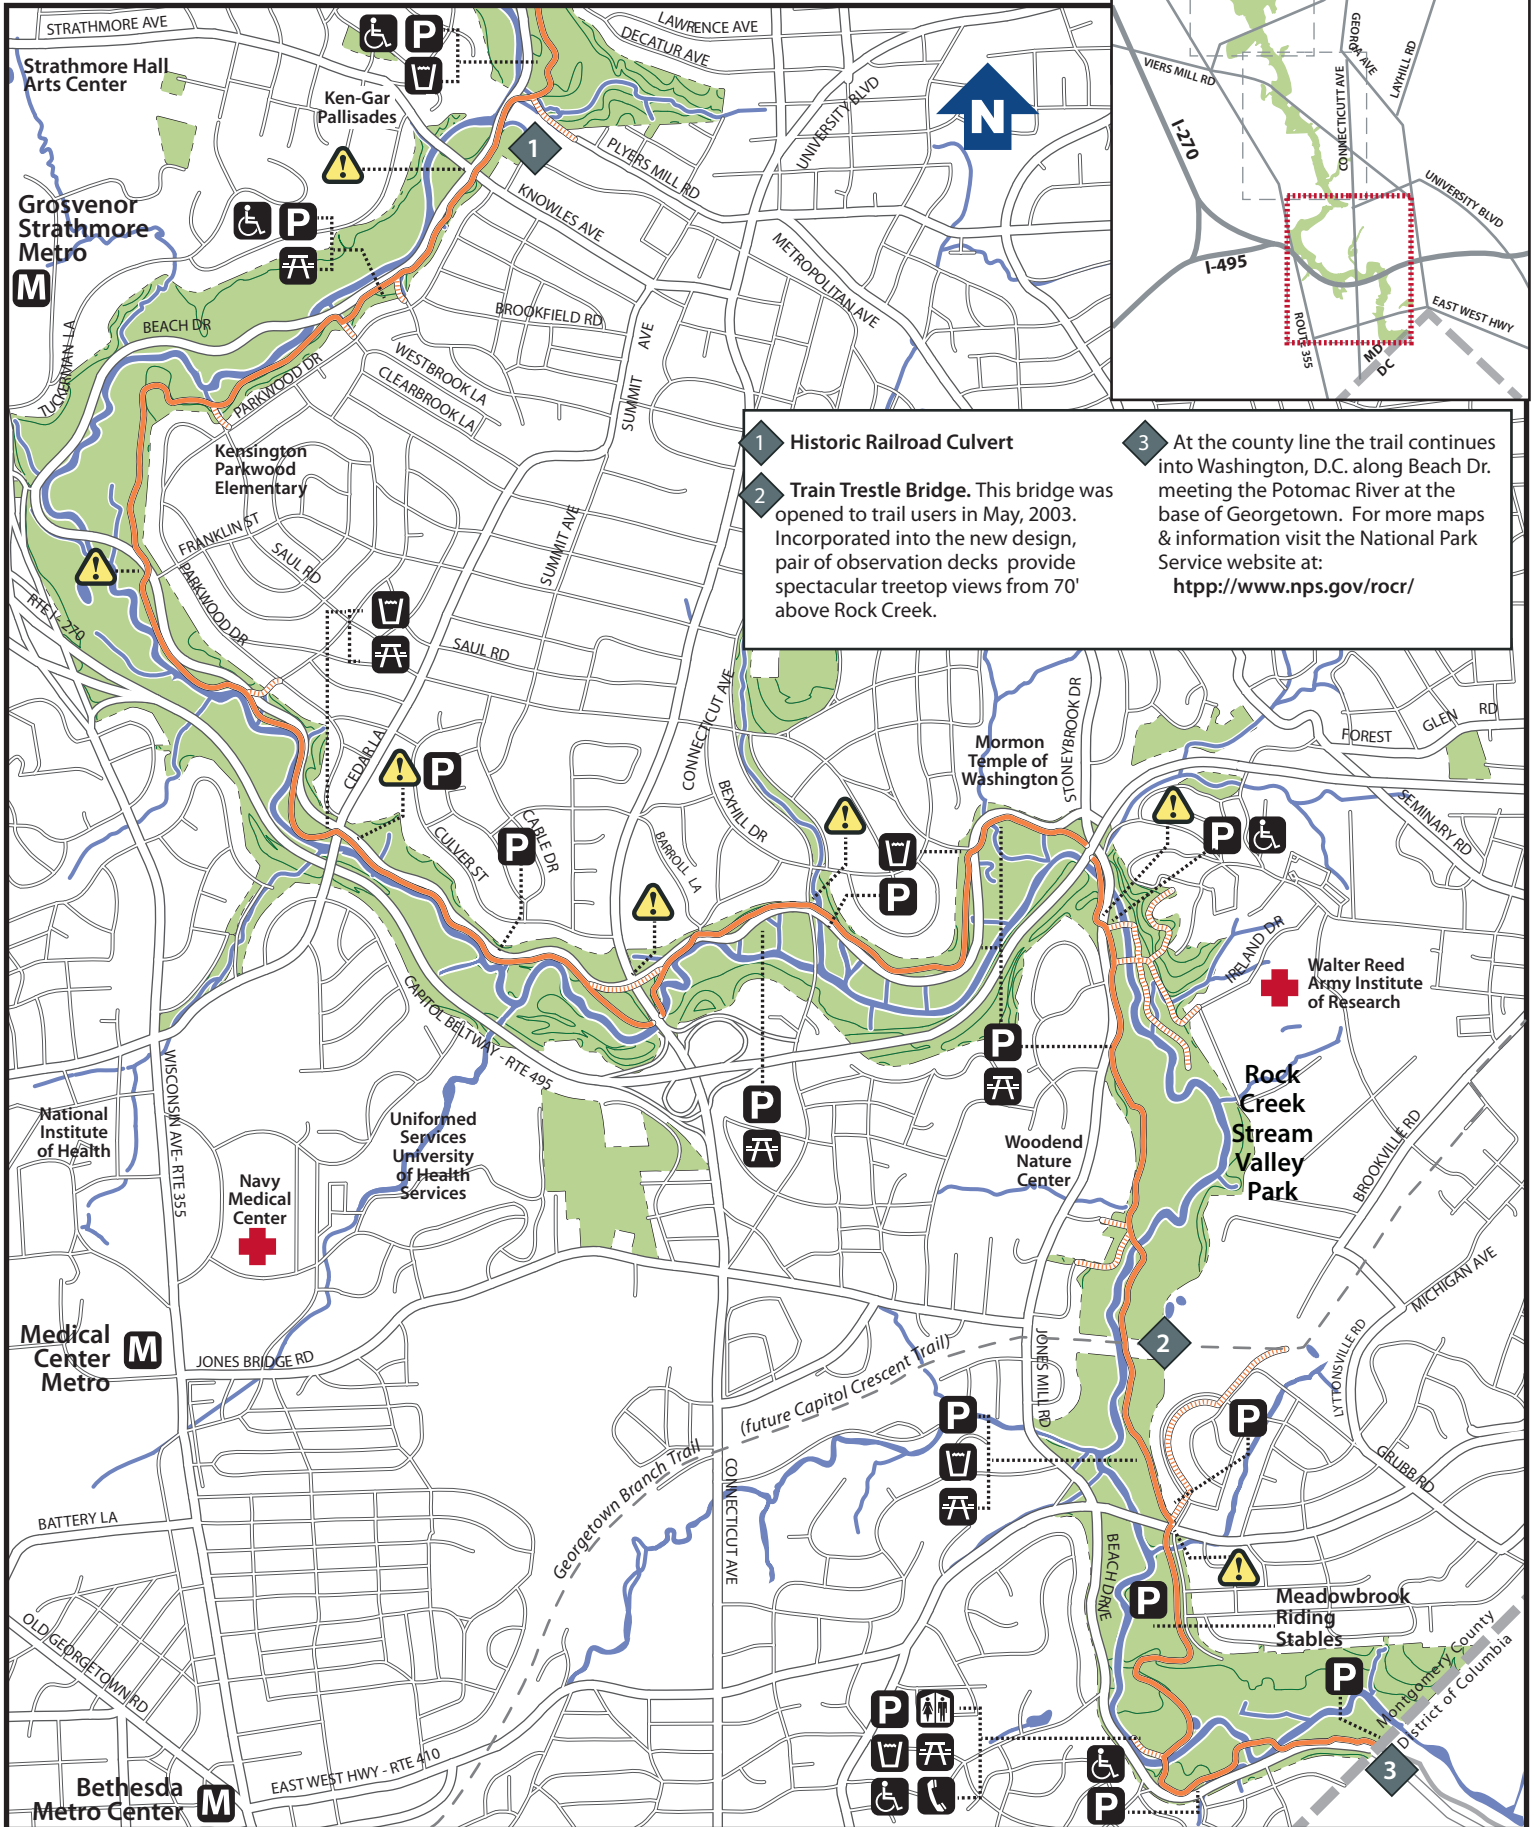 STRATHMORE AVE
Strathmore Hall
Arts Center
Ken-Gar
Pallisades
P
LAWRENCE AVE
DECATUR AVE
UNIVERSITY BLVD
N
1
PLYERS MILL RD
KNOWLES AVE
METROPOLITAN AVE
Grosvenor
Strathmore
Metro
M
P
BEACH DR
TUCKERMAN LA
BROOKFIELD RD
WESTBROOK LA
CLEARBROOK LA
PARKWOOD DR
SUMMIT AVE
VIERS MILL RD
GEORGIA AVE
LAYHILL RD
CONNECTICUTT AVE
I-270
UNIVERSITY BLVD
I-495
EAST WEST HWY
ROUTE 355
MD
DC
1 Historic Railroad Culvert
2 Train Trestle Bridge. This bridge was
opened to trail users in May, 2003.
Incorporated into the new design,
pair of observation decks provide
spectacular treetop views from 70'
above Rock Creek.
3 At the county line the trail continues
into Washington, D.C. along Beach Dr.
meeting the Potomac River at the
base of Georgetown. For more maps
& information visit the National Park
Service website at:
htpp://www.nps.gov/rocr/
Kensington
Parkwood
Elementary
FRANKLIN ST
SAUL RD
PARKWOOD DR
SUMMIT AVE
RTE I - 270
SAUL RD
CEDAR LA
P
CULVER ST
CABLE DR
P
CONNECTICUT AVE
BEXHILL DR
BARROLL LA
P
Mormon
Temple of
Washington
STONEYBROOK DR
FOREST
GLEN RD
SEMINARY RD
P
IRELAND DR
Walter Reed
Army Institute
of Research
CAPITOL BELTWAY - RTE 495
P
P
WISCONSIN AVE- RTE 355
National
Institute
of Health
Uniformed
Services
University
of Health
Services
Navy
Medical
Center
Woodend
Nature
Center
Rock
Creek
Stream
Valley
Park
BROOKVILLE RD
MICHIGAN AVE
Medical
Center
Metro
M
JONES BRIDGE RD
JONES MILL RD
2
LYTTONSVILLE RD
(future Capitol Crescent Trail)
Georgetown Branch Trail
P
P
GRUBB RD
CONNECTICUT AVE
BATTERY LA
OLD GEORGETOWN RD
BEACH DRIVE
P
Meadowbrook
Riding
Stables
P
Montgomery County
District of Columbia
3
P
P
EAST WEST HWY - RTE 410
Bethesda
Metro Center
M